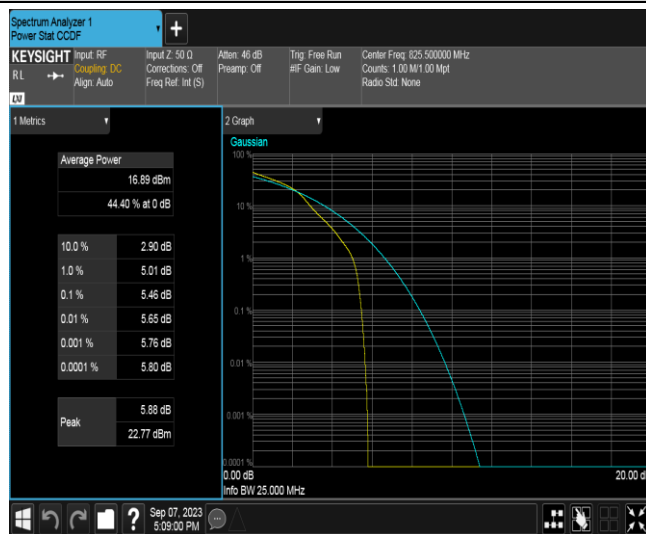 Spectrum Analyzer 1
Power Stat CCDF
+
KEYSIGHT
RL
Input: RF
Coupling: DC
Align: Auto
Input Z: 50 Ω
Corrections: Off
Freq Ref: Int (S)
Atten: 46 dB
Preamp: Off
Trig: Free Run
#IF Gain: Low
Center Freq: 825.500000 MHz
Counts: 1.00 M/1.00 Mpt
Radio Std: None
LXI
1 Metrics
Average Power
16.89 dBm
44.40 % at 0 dB
10.0 % 2.90 dB
1.0 % 5.01 dB
0.1 % 5.46 dB
0.01 % 5.65 dB
0.001 % 5.76 dB
0.0001 % 5.80 dB
Peak
5.88 dB
22.77 dBm
2 Graph
Gaussian
100 %
10 %
1 %
0.1 %
0.01 %
0.001 %
0.0001 %
0.00 dB
20.00 d
Info BW 25.000 MHz
?
Sep 07, 2023
5:09:00 PM